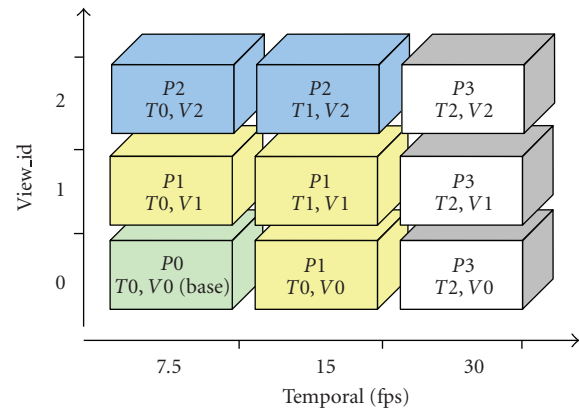 P2
T0, V2
P2
T1, V2
P3
T2, V2
2
P1
T0, V1
P1
T1, V1
P3
T2, V1
1
View_id
P0
T0, V0 (base)
P1
T0, V0
P3
T2, V0
0
7.5
15
30
Temporal (fps)